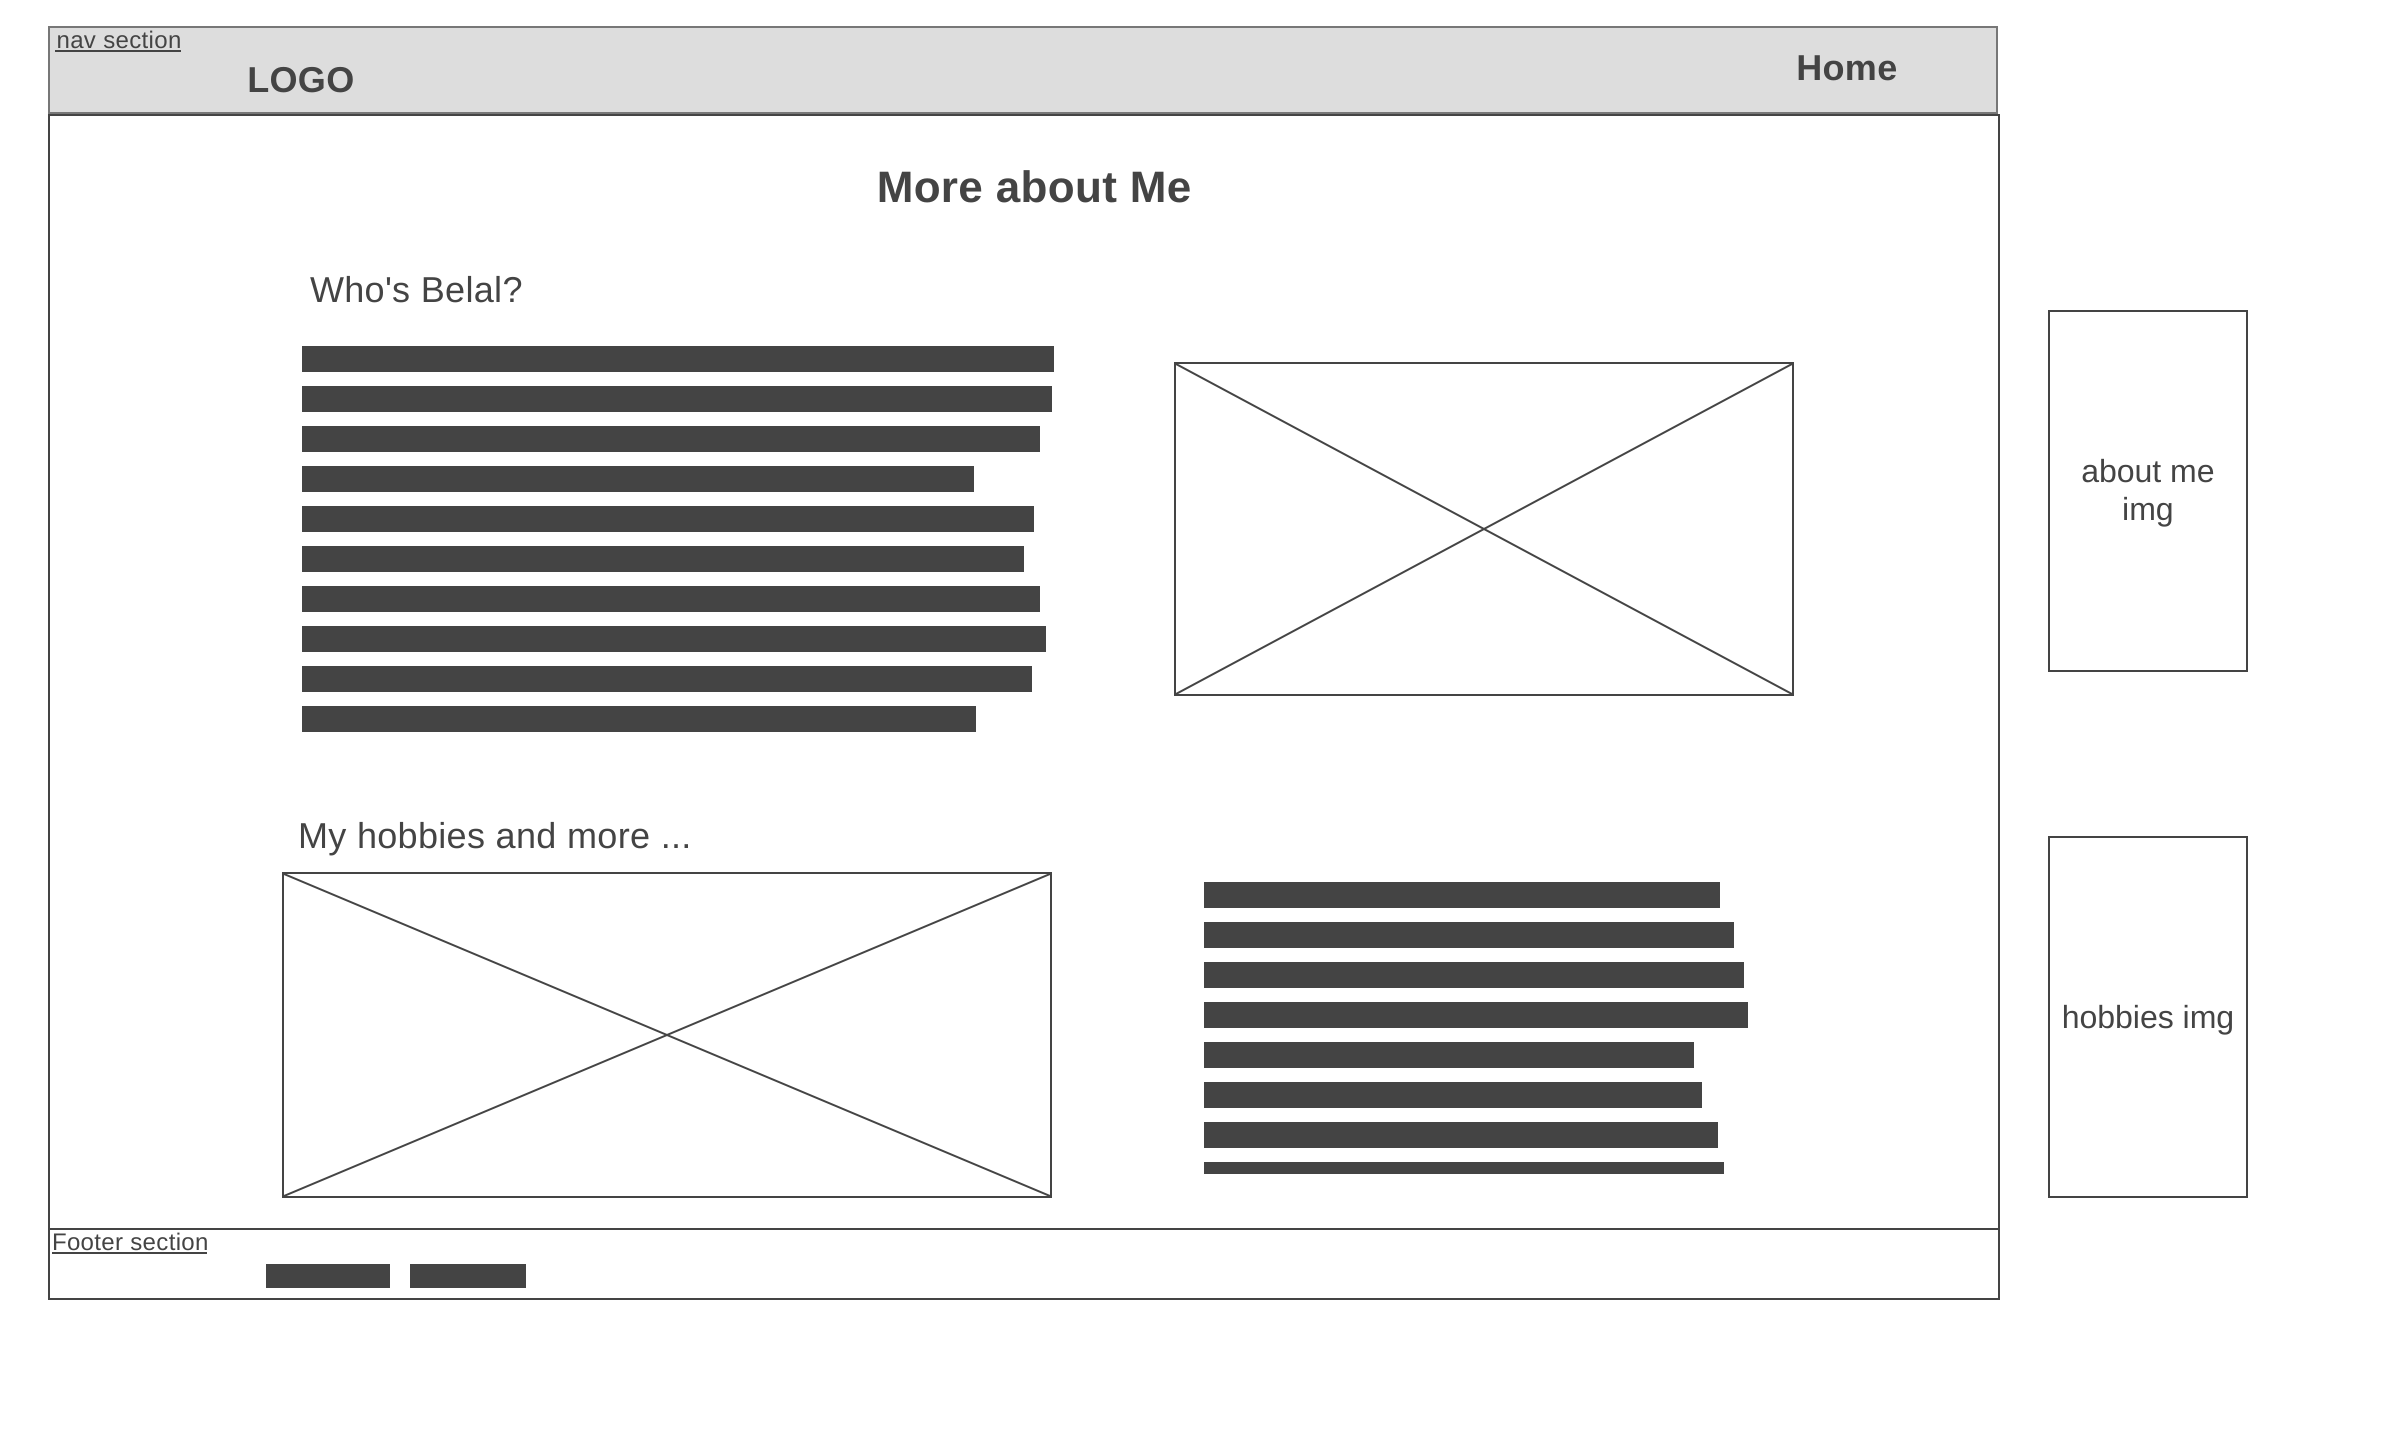 nav section
LOGO
Home
More about Me
Who's Belal?
about me
img
My hobbies and more ...
hobbies img
Footer section